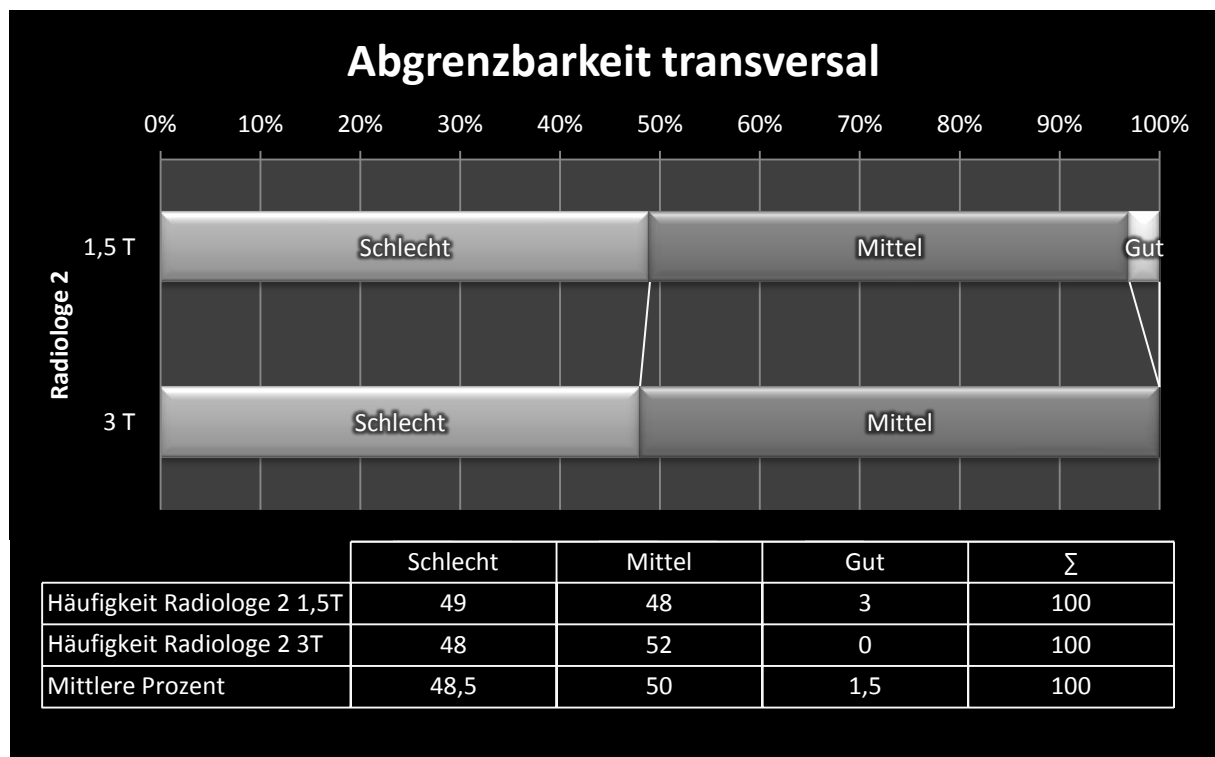 Abgrenzbarkeit transversal
0% 10% 20% 30% 40% 50% 60% 70% 80% 90% 100%
Radiologe 2
1,5 T Schlecht Mittel Gut
3 T Schlecht Mittel
Schlecht Mittel Gut ∑
Häufigkeit Radiologe 2 1,5T 49 48 3 100
Häufigkeit Radiologe 2 3T 48 52 0 100
Mittlere Prozent 48,5 50 1,5 100